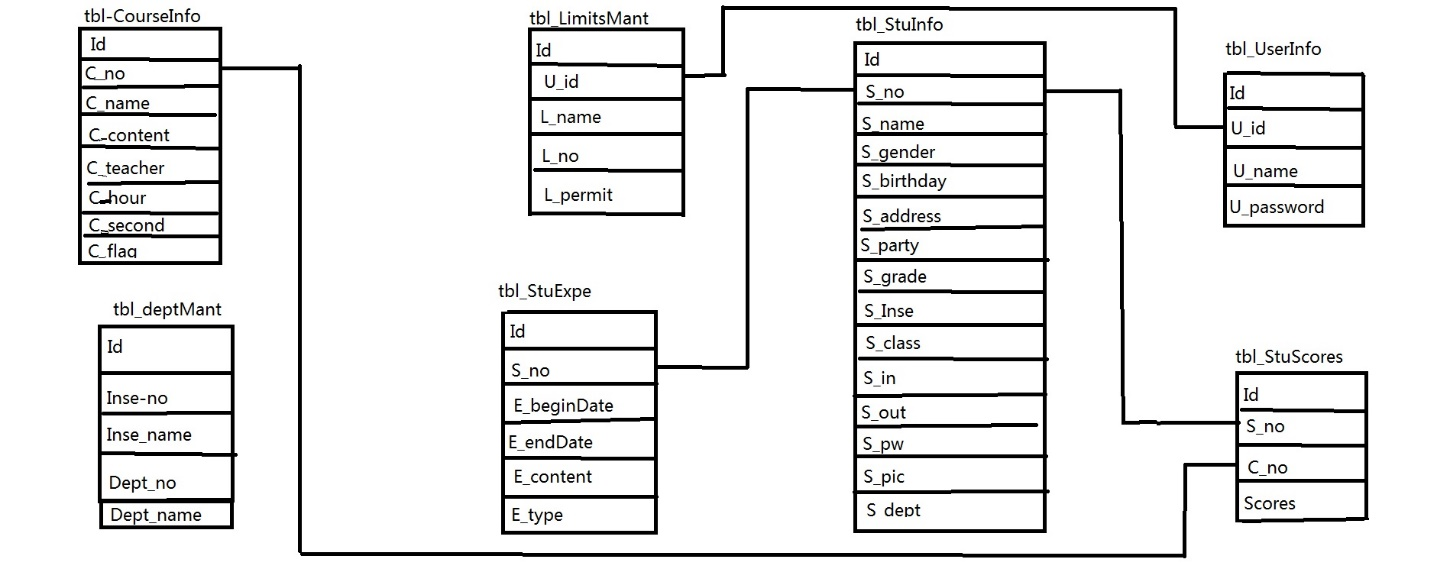 tbl-CourseInfo
Id
C_no
C_name
C_content
C_teacher
C_hour
C_second
C_flag
tbl_deptMant
Id
Inse-no
Inse_name
Dept_no
Dept_name
tbl_LimitsMant
Id
U_id
L_name
L_no
L_permit
tbl_StuExpe
Id
S_no
E_beginDate
E_endDate
E_content
E_type
tbl_StuInfo
Id
S_no
S_name
S_gender
S_birthday
S_address
S_party
S_grade
S_Inse
S_class
S_in
S_out
S_pw
S_pic
S_dept
tbl_UserInfo
Id
U_id
U_name
U_password
tbl_StuScores
Id
S_no
C_no
Scores